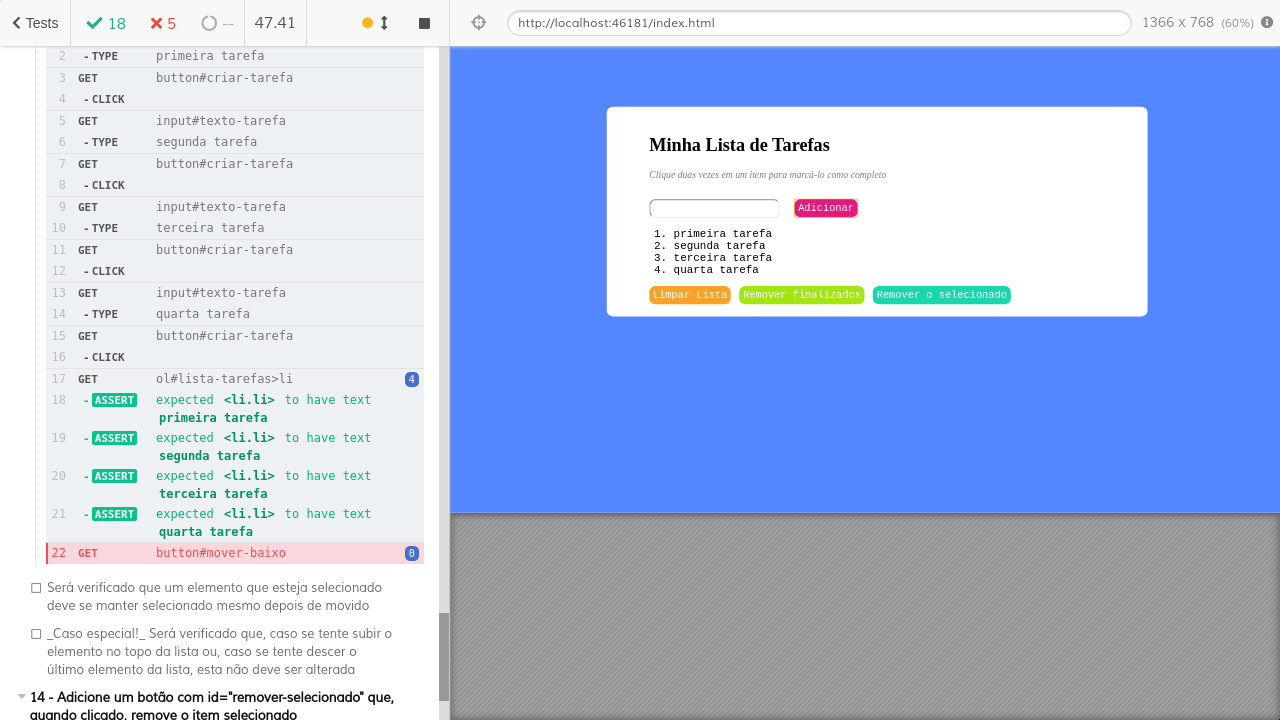 Tests 18 5 -- 47.41
http://localhost:46181/index.html 1366 x 768 (60%)
2 - TYPE primeira tarefa
3 GET button#criar-tarefa
4 - CLICK
5 GET input#texto-tarefa
6 - TYPE segunda tarefa
7 GET button#criar-tarefa
8 - CLICK
9 GET input#texto-tarefa
10 - TYPE terceira tarefa
11 GET button#criar-tarefa
12 - CLICK
13 GET input#texto-tarefa
14 - TYPE quarta tarefa
15 GET button#criar-tarefa
16 - CLICK
17 GET ol#lista-tarefas>li 4
18 - ASSERT expected <li.li> to have text
primeira tarefa
19 - ASSERT expected <li.li> to have text
segunda tarefa
20 - ASSERT expected <li.li> to have text
terceira tarefa
21 - ASSERT expected <li.li> to have text
quarta tarefa
22 GET button#mover-baixo 0
Será verificado que um elemento que esteja selecionado
deve se manter selecionado mesmo depois de movido
_Caso especial!_ Será verificado que, caso se tente subir o
elemento no topo da lista ou, caso se tente descer o
último elemento da lista, esta não deve ser alterada
14 - Adicione um botão com id="remover-selecionado" que,
quando clicado, remove o item selecionado
Minha Lista de Tarefas
Clique duas vezes em um item para marcá-lo como completo
Adicionar
1. primeira tarefa
2. segunda tarefa
3. terceira tarefa
4. quarta tarefa
Limpar Lista Remover finalizados Remover o selecionado